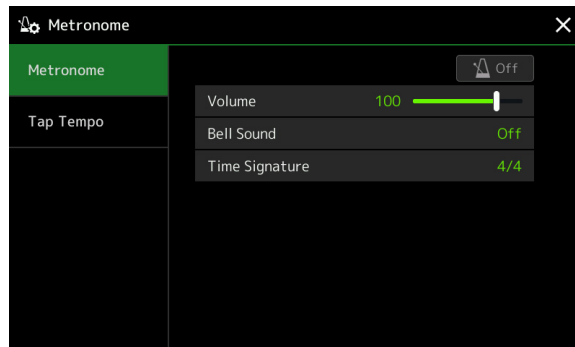 Metronome
Metronome
Off
Volume 100
Tap Tempo
Bell Sound Off
Time Signature 4/4